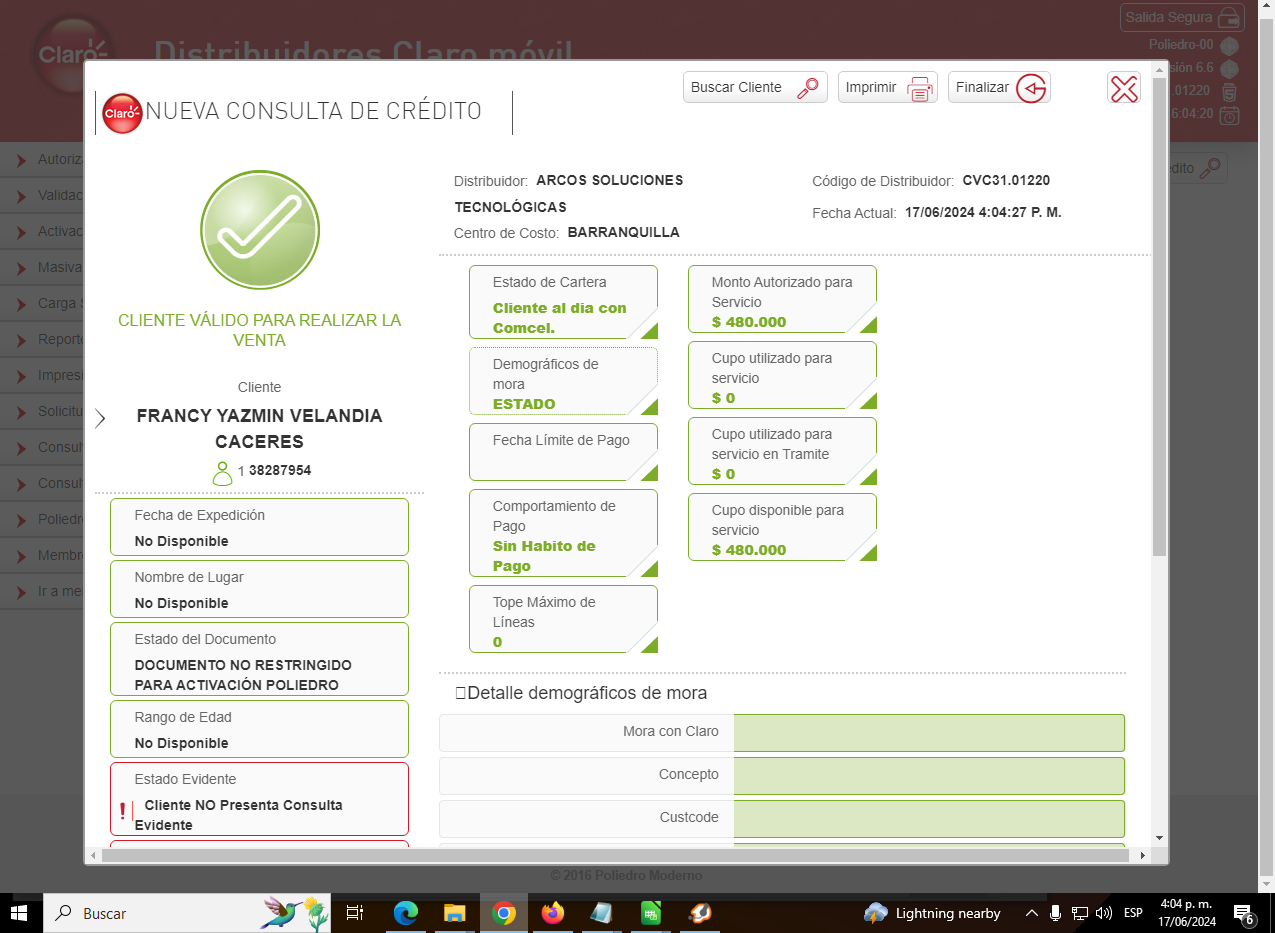 Claro
Distribuidores Claro móvil
Salida Segura
Poliedro-00
sión 6.6
.01220
6:04:20
Autoriz
Validac
Activac
Masiva
Carga S
Reporte
Impresi
Solicitu
Consult
Consult
Poliedr
Membr
Ir a me
dito
Claro
NUEVA CONSULTA DE CRÉDITO
Buscar Cliente
Imprimir
Finalizar
CLIENTE VÁLIDO PARA REALIZAR LA
VENTA
Cliente
FRANCY YAZMIN VELANDIA
CACERES
1 38287954
Fecha de Expedición
No Disponible
Nombre de Lugar
No Disponible
Estado del Documento
DOCUMENTO NO RESTRINGIDO
PARA ACTIVACIÓN POLIEDRO
Rango de Edad
No Disponible
Estado Evidente
Cliente NO Presenta Consulta
Evidente
Distribuidor: ARCOS SOLUCIONES
TECNOLÓGICAS
Centro de Costo: BARRANQUILLA
Código de Distribuidor: CVC31.01220
Fecha Actual: 17/06/2024 4:04:27 P. M.
Estado de Cartera
Cliente al dia con
Comcel.
Demográficos de
mora
ESTADO
Fecha Límite de Pago
Comportamiento de
Pago
Sin Habito de
Pago
Tope Máximo de
Líneas
0
Monto Autorizado para
Servicio
$ 480.000
Cupo utilizado para
servicio
$ 0
Cupo utilizado para
servicio en Tramite
$ 0
Cupo disponible para
servicio
$ 480.000
Detalle demográficos de mora
Mora con Claro
Concepto
Custcode
© 2016 Poliedro Moderno
Buscar
Lightning nearby
ESP
4:04 p. m.
17/06/2024
6